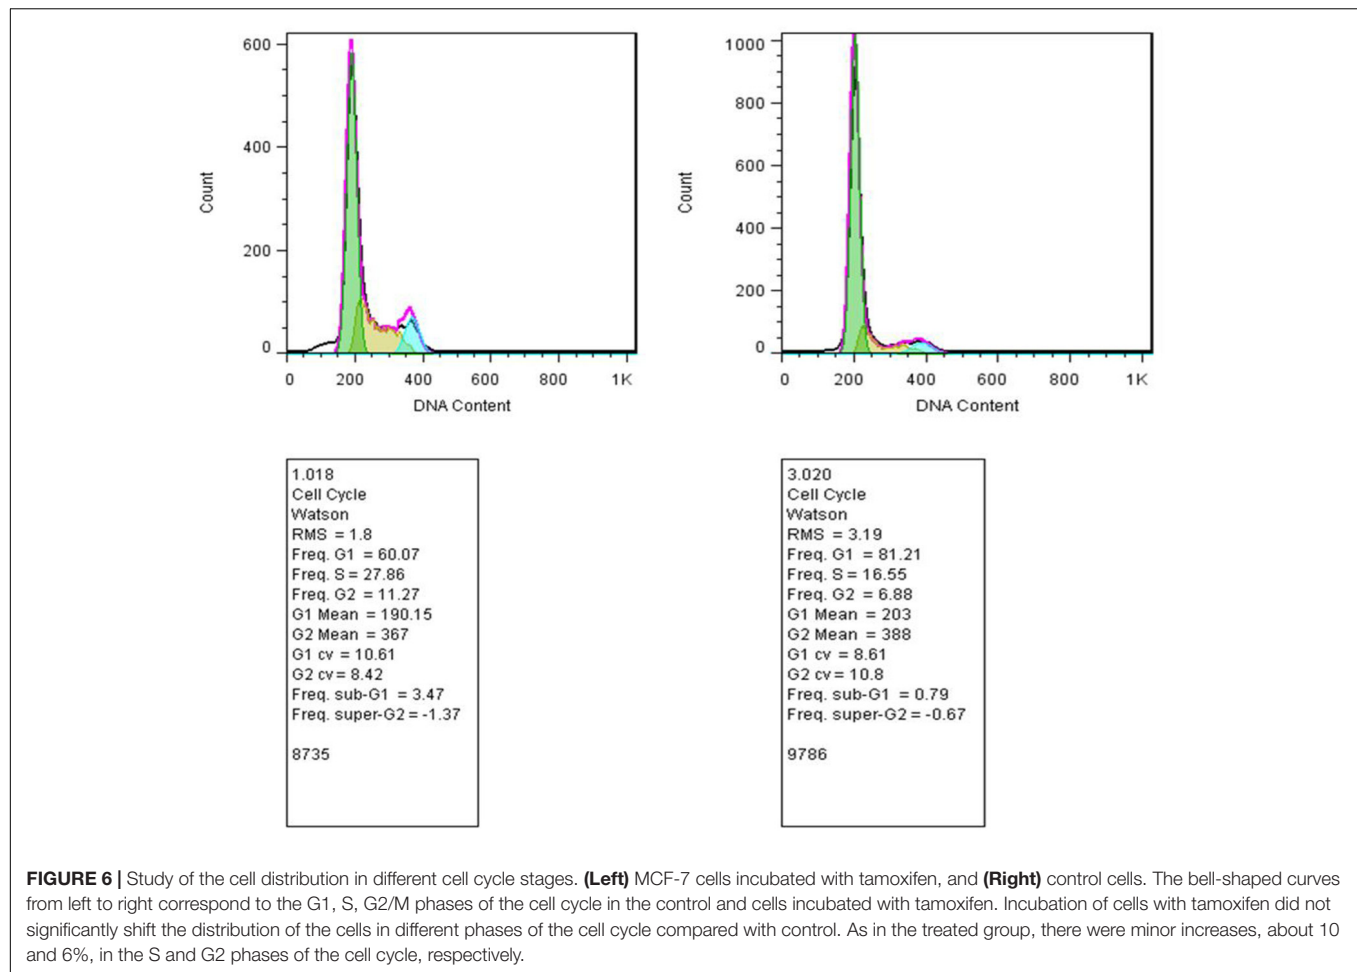 600
400
200
0
Count
0 200 400 600 800 1K
DNA Content
1000
800
600
400
200
0
Count
0 200 400 600 800 1K
DNA Content
1.018
Cell Cycle
Watson
RMS = 1.8
Freq. G1 = 60.07
Freq. S = 27.86
Freq. G2 = 11.27
G1 Mean = 190.15
G2 Mean = 367
G1 cv = 10.61
G2 cv = 8.42
Freq. sub-G1 = 3.47
Freq. super-G2 = -1.37
8735
3.020
Cell Cycle
Watson
RMS = 3.19
Freq. G1 = 81.21
Freq. S = 16.55
Freq. G2 = 6.88
G1 Mean = 203
G2 Mean = 388
G1 cv = 8.61
G2 cv = 10.8
Freq. sub-G1 = 0.79
Freq. super-G2 = -0.67
9786
FIGURE 6 | Study of the cell distribution in different cell cycle stages. (Left) MCF-7 cells incubated with tamoxifen, and (Right) control cells. The bell-shaped curves
from left to right correspond to the G1, S, G2/M phases of the cell cycle in the control and cells incubated with tamoxifen. Incubation of cells with tamoxifen did not
significantly shift the distribution of the cells in different phases of the cell cycle compared with control. As in the treated group, there were minor increases, about 10
and 6%, in the S and G2 phases of the cell cycle, respectively.